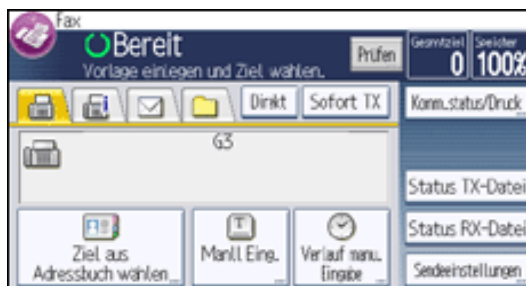 Fax
Bereit
Vorlage einlegen und Ziel wählen.
Prüfen
Gesamtziel
0
Speicher
100%
Direkt
Sofort TX
Komm.status/Druck
G3
Status TX-Datei
Status RX-Datei
Sendeeinstellungen
Ziel aus
Adressbuch wählen
Manll Eing.
Verlauf manu.
Eingabe